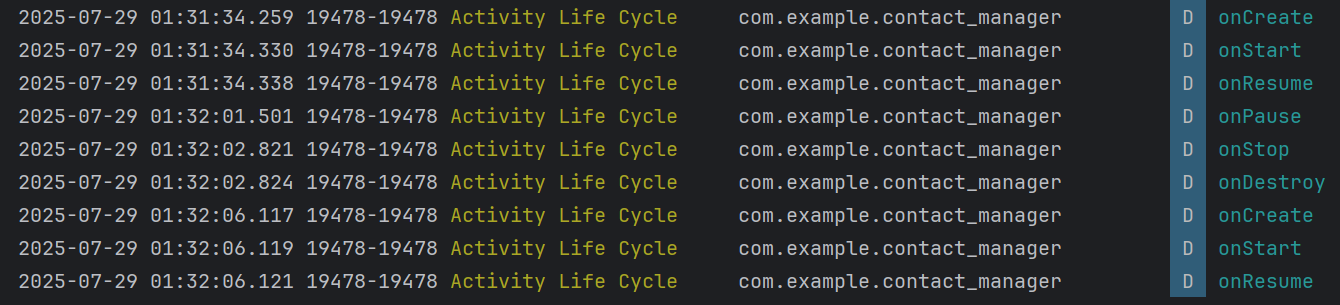 2025-07-29 01:31:34.259 19478-19478 Activity Life Cycle com.example.contact_manager D onCreate
2025-07-29 01:31:34.330 19478-19478 Activity Life Cycle com.example.contact_manager D onStart
2025-07-29 01:31:34.338 19478-19478 Activity Life Cycle com.example.contact_manager D onResume
2025-07-29 01:32:01.501 19478-19478 Activity Life Cycle com.example.contact_manager D onPause
2025-07-29 01:32:02.821 19478-19478 Activity Life Cycle com.example.contact_manager D onStop
2025-07-29 01:32:02.824 19478-19478 Activity Life Cycle com.example.contact_manager D onDestroy
2025-07-29 01:32:06.117 19478-19478 Activity Life Cycle com.example.contact_manager D onCreate
2025-07-29 01:32:06.119 19478-19478 Activity Life Cycle com.example.contact_manager D onStart
2025-07-29 01:32:06.121 19478-19478 Activity Life Cycle com.example.contact_manager D onResume